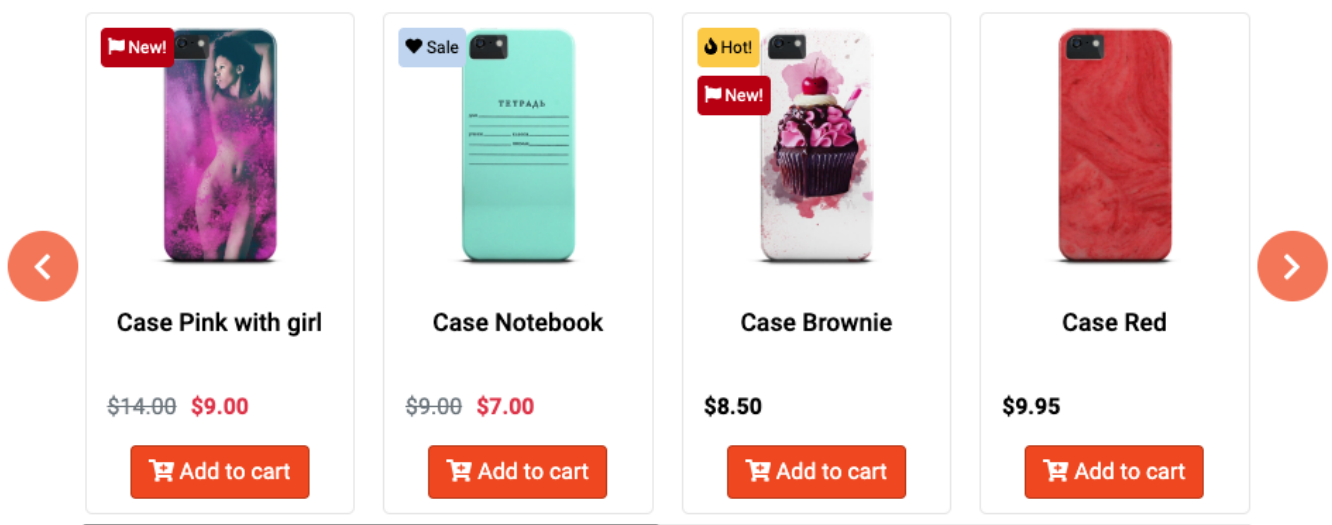 New!
Case Pink with girl
$14.00 $9.00
Add to cart
Sale
ТЕТРАДЬ
Case Notebook
$9.00 $7.00
Add to cart
Hot!
New!
Case Brownie
$8.50
Add to cart
Case Red
$9.95
Add to cart